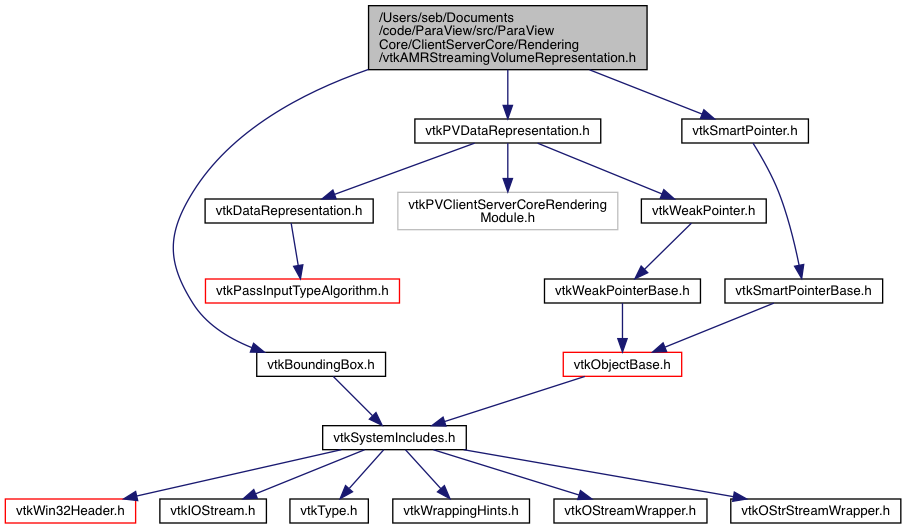 /Users/seb/Documents
/code/ParaView/src/ParaView
Core/ClientServerCore/Rendering
/vtkAMRStreamingVolumeRepresentation.h
vtkPVDataRepresentation.h
vtkSmartPointer.h
vtkDataRepresentation.h
vtkPVClientServerCoreRendering
Module.h
vtkWeakPointer.h
vtkPassInputTypeAlgorithm.h
vtkWeakPointerBase.h
vtkSmartPointerBase.h
vtkBoundingBox.h
vtkObjectBase.h
vtkSystemIncludes.h
vtkWin32Header.h
vtkIOStream.h
vtkType.h
vtkWrappingHints.h
vtkOStreamWrapper.h
vtkOStrStreamWrapper.h